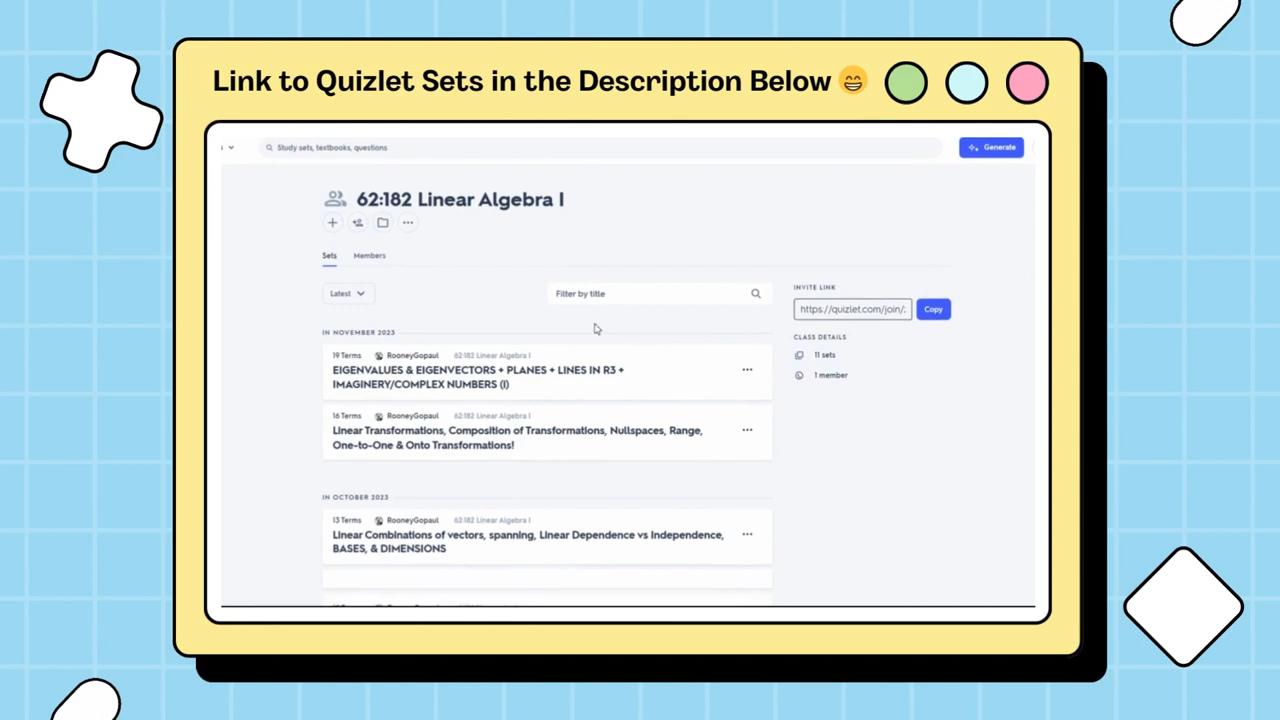 Link to Quizlet Sets in the Description Below 😁
Study sets, textbooks, questions
Generate
62:182 Linear Algebra I
Sets Members
Latest
Filter by title
INVITE LINK
https://quizlet.com/join/
Copy
CLASS DETAILS
11 sets
1 member
IN NOVEMBER 2023
19 Terms RooneyGopaul 62:182 Linear Algebra I
EIGENVALUES & EIGENVECTORS + PLANES + LINES IN R3 +
IMAGINERY/COMPLEX NUMBERS (I)
16 Terms RooneyGopaul 62:182 Linear Algebra I
Linear Transformations, Composition of Transformations, Nullspaces, Range,
One-to-One & Onto Transformations!
IN OCTOBER 2023
13 Terms RooneyGopaul 62:182 Linear Algebra I
Linear Combinations of vectors, spanning, Linear Dependence vs Independence,
BASES, & DIMENSIONS